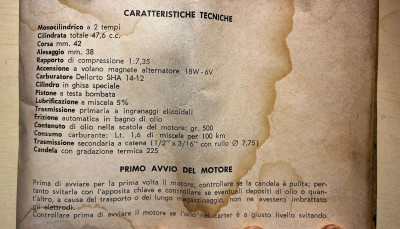 CARATTERISTICHE TECNICHE
Monocilindrico a 2 tempi
Cilindrata totale 47,6 c.c.
Corsa mm. 42
Alesaggio mm. 38
Rapporto di compressione 1:7,35
Accensione a volano magnete alternatore 18W - 6V
Carburatore Dellorto SHA 14-12
Cilindro in ghisa speciale
Pistone a testa bombata
Lubrificazione a miscela 5%
Trasmissione primaria a ingranaggi elicoidali
Frizione automatica in bagno di olio
Contenuto di olio nella scatola del motore: gr. 500
Consumo carburante: Lt. 1,6 di miscela per 100 km
Trasmissione secondaria a catena (1/2" x 3/16" con rullo Ø 7,75)
Candela con gradazione termica 225
PRIMO AVVIO DEL MOTORE
Prima di avviare per la prima volta il motore, controllare se la candela è pulita; per-
tanto svitarla con l'apposita chiave e controllare se eventuali depositi di olio o quan-
t'altro, a causa del trasporto o del lungo magazzinaggio, non ne avessero imbrattato
gli elettrodi.
Controllare prima di avviare il motore se l'olio nel carter è a giusto livello svitando